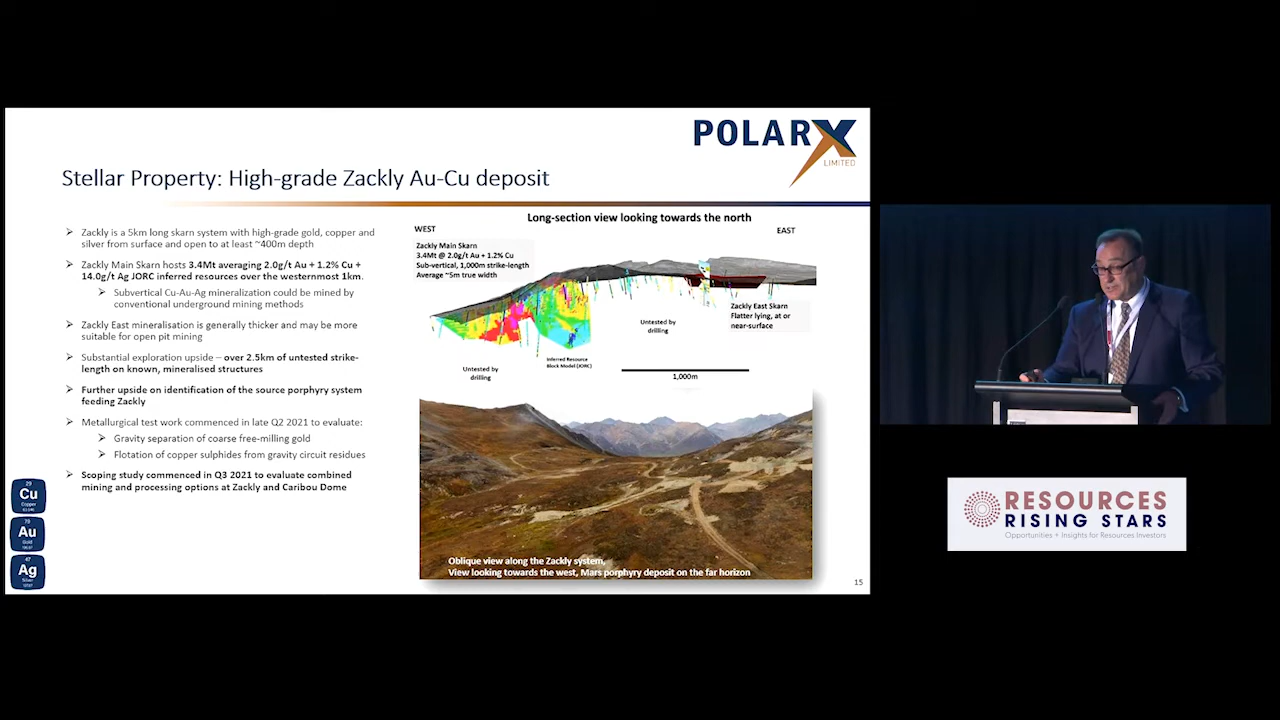 POLARX
LIMITED
Stellar Property: High-grade Zackly Au-Cu deposit
➢ Zackly is a 5km long skarn system with high-grade gold, copper and
silver from surface and open to at least ~400m depth
➢ Zackly Main Skarn hosts 3.4Mt averaging 2.0g/t Au + 1.2% Cu +
14.0g/t Ag JORC inferred resources over the westernmost 1km.
➢ Subvertical Cu-Au-Ag mineralization could be mined by
conventional underground mining methods
➢ Zackly East mineralisation is generally thicker and may be more
suitable for open pit mining
➢ Substantial exploration upside – over 2.5km of untested strike-
length on known, mineralised structures
➢ Further upside on identification of the source porphyry system
feeding Zackly
➢ Metallurgical test work commenced in late Q2 2021 to evaluate:
➢ Gravity separation of coarse free-milling gold
➢ Flotation of copper sulphides from gravity circuit residues
➢ Scoping study commenced in Q3 2021 to evaluate combined
mining and processing options at Zackly and Caribou Dome
29
Cu
Copper
79
Au
Gold
47
Ag
Silver
Long-section view looking towards the north
WEST
EAST
Zackly Main Skarn
3.4Mt @ 2.0g/t Au + 1.2% Cu
Sub-vertical, 1,000m strike-length
Average ~5m true width
Zackly East Skarn
Flatter lying, at or
near-surface
Untested by
drilling
Inferred Resource
Block Model (JORC)
Untested by
drilling
1,000m
Oblique view along the Zackly system,
View looking towards the west, Mars porphyry deposit on the far horizon
15
RESOURCES
RISING STARS
Opportunities + Insights for Resources Investors